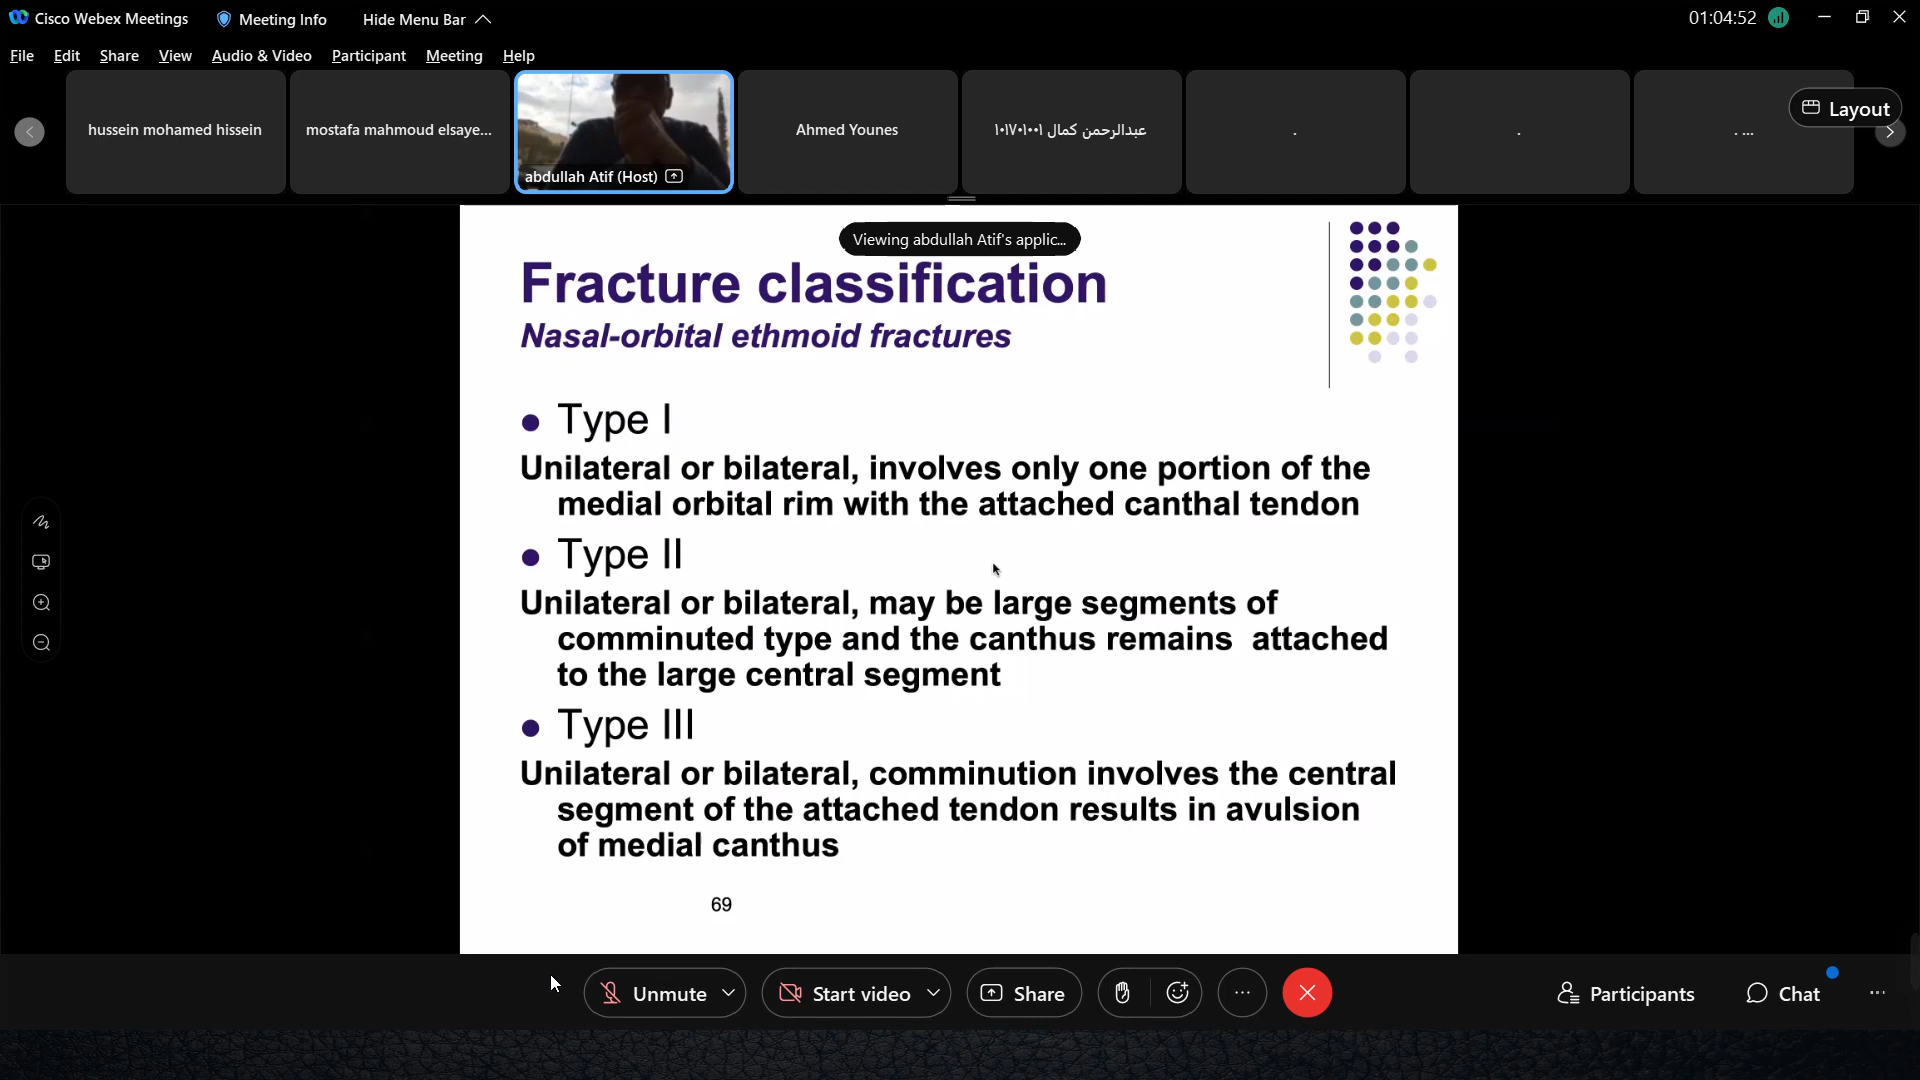 Cisco Webex Meetings
Meeting Info
Hide Menu Bar
01:04:52
File Edit Share View Audio & Video Participant Meeting Help
hussein mohamed hissein
mostafa mahmoud elsaye...
abdullah Atif (Host)
Ahmed Younes
عبدالرحمن كمال ١٠١٧٠١٠٠١
.
.
. ...
Layout
Viewing abdullah Atif's applic...
Fracture classification
Nasal-orbital ethmoid fractures
• Type I
Unilateral or bilateral, involves only one portion of the
medial orbital rim with the attached canthal tendon
• Type II
Unilateral or bilateral, may be large segments of
comminuted type and the canthus remains attached
to the large central segment
• Type III
Unilateral or bilateral, comminution involves the central
segment of the attached tendon results in avulsion
of medial canthus
69
Unmute
Start video
Share
Participants
Chat